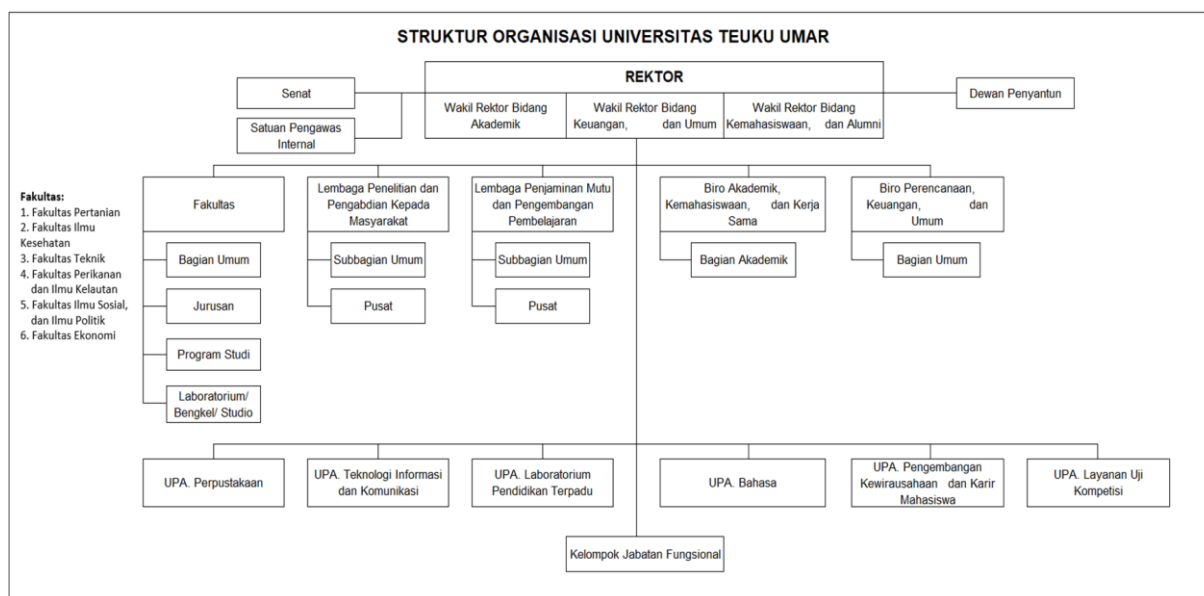 STRUKTUR ORGANISASI UNIVERSITAS TEUKU UMAR
REKTOR
Senat
Dewan Penyantun
Wakil Rektor Bidang
Akademik
Wakil Rektor Bidang
Keuangan, dan Umum
Wakil Rektor Bidang
Kemahasiswaan, dan Alumni
Satuan Pengawas
Internal
Fakultas:
1. Fakultas Pertanian
2. Fakultas Ilmu
Kesehatan
3. Fakultas Teknik
4. Fakultas Perikanan
dan Ilmu Kelautan
5. Fakultas Ilmu Sosial,
dan Ilmu Politik
6. Fakultas Ekonomi
Fakultas
Lembaga Penelitian dan
Pengabdian Kepada
Masyarakat
Lembaga Penjaminan Mutu
dan Pengembangan
Pembelajaran
Biro Akademik,
Kemahasiswaan, dan Kerja
Sama
Biro Perencanaan,
Keuangan, dan
Umum
Bagian Umum
Subbagian Umum
Subbagian Umum
Bagian Akademik
Bagian Umum
Jurusan
Pusat
Pusat
Program Studi
Laboratorium/
Bengkel/ Studio
UPA. Perpustakaan
UPA. Teknologi Informasi
dan Komunikasi
UPA. Laboratorium
Pendidikan Terpadu
UPA. Bahasa
UPA. Pengembangan
Kewirausahaan dan Karir
Mahasiswa
UPA. Layanan Uji
Kompetisi
Kelompok Jabatan Fungsional